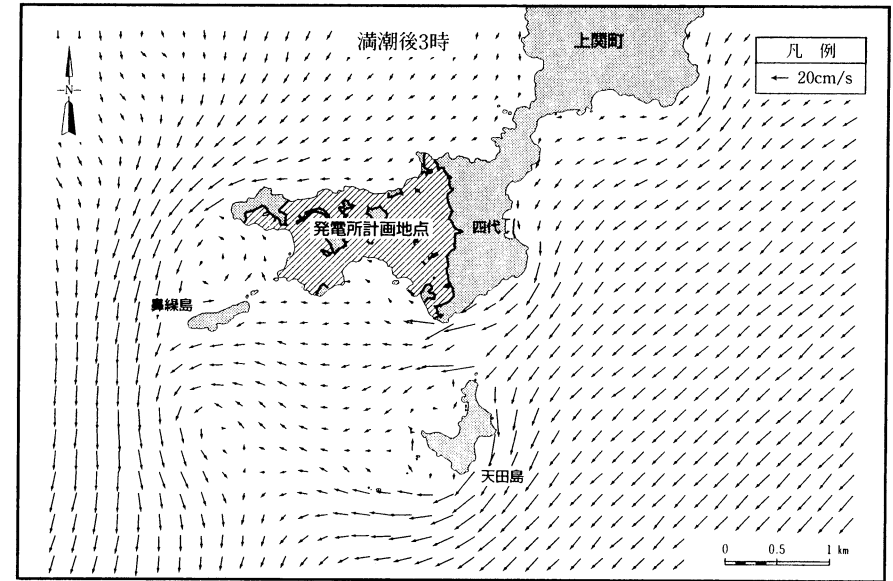 満潮後3時
上関町
凡 例
20cm/s
N
発電所計画地点
四代
鼻繰島
天田島
0 0.5 1 km